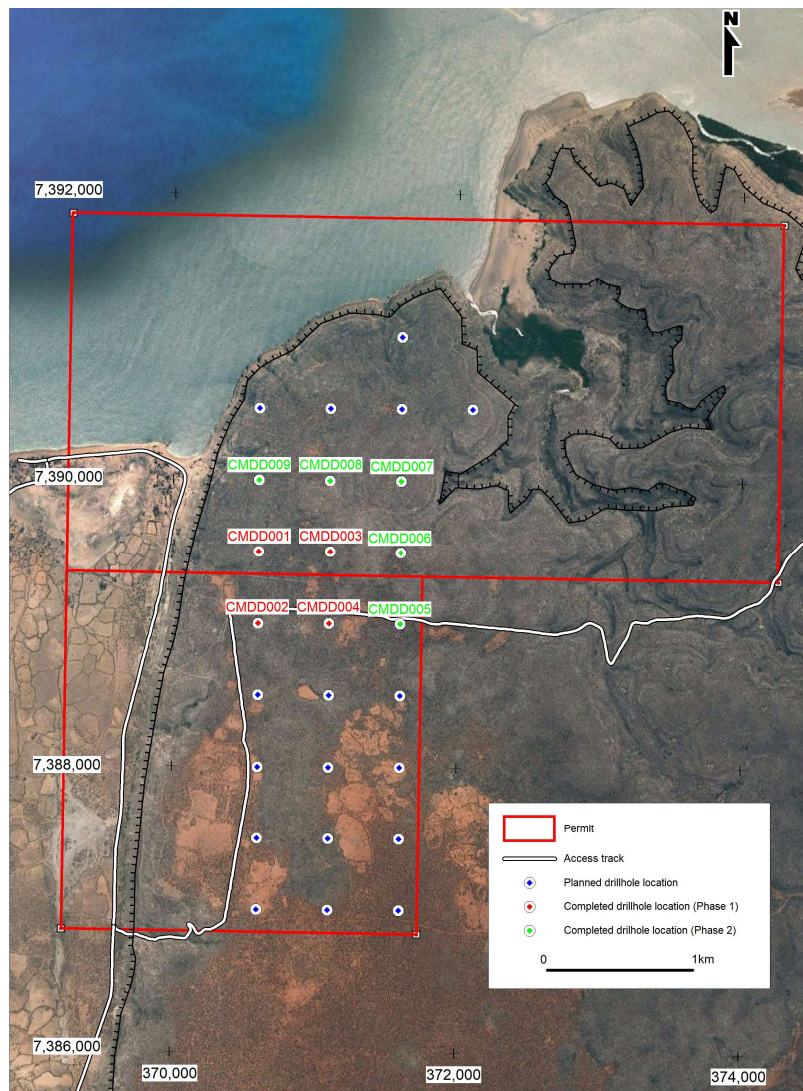 N
7,392,000
CMDD009 CMDD008 CMDD007
7,390,000
CMDD001 CMDD003 CMDD006
CMDD002 CMDD004 CMDD005
7,388,000
Permit
Access track
Planned drillhole location
Completed drillhole location (Phase 1)
Completed drilhole location (Phase 2)
0 1km
7,386,000
370,000 372,000 374,000